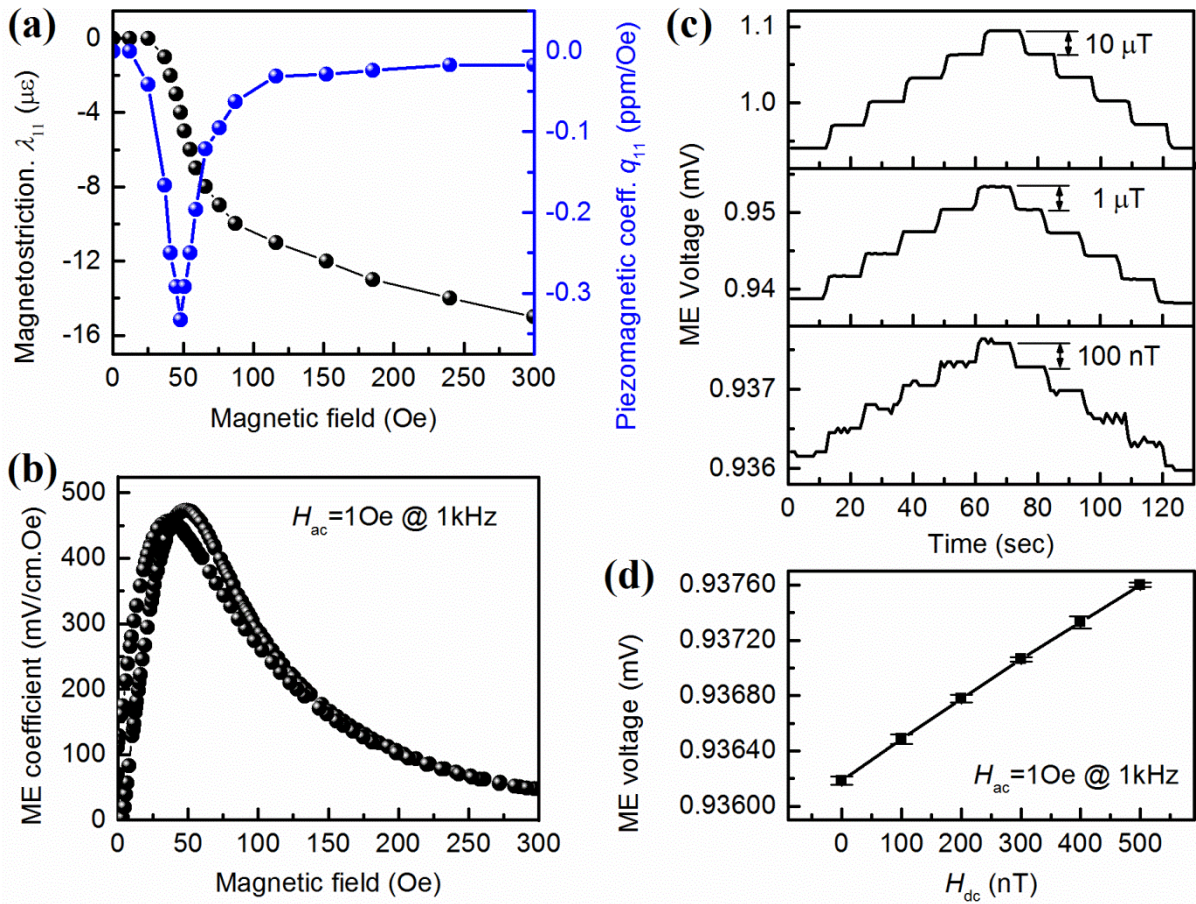 (a)
Magnetostriction. λ11 (με)
0
-4
-8
-12
-16
0 50 100 150 200 250 300
Magnetic field (Oe)
0.0
-0.1
-0.2
-0.3
Piezomagnetic coeff. q11 (ppm/Oe)
(b)
ME coefficient (mV/cm.Oe)
500
400
300
200
100
0
Hac=1Oe @ 1kHz
0 50 100 150 200 250 300
Magnetic field (Oe)
(c)
ME Voltage (mV)
1.1
1.0
10 μT
0.95
0.94
1 μT
0.937
0.936
100 nT
0 20 40 60 80 100 120
Time (sec)
(d)
ME voltage (mV)
0.93760
0.93720
0.93680
0.93640
0.93600
Hac=1Oe @ 1kHz
0 100 200 300 400 500
Hdc (nT)